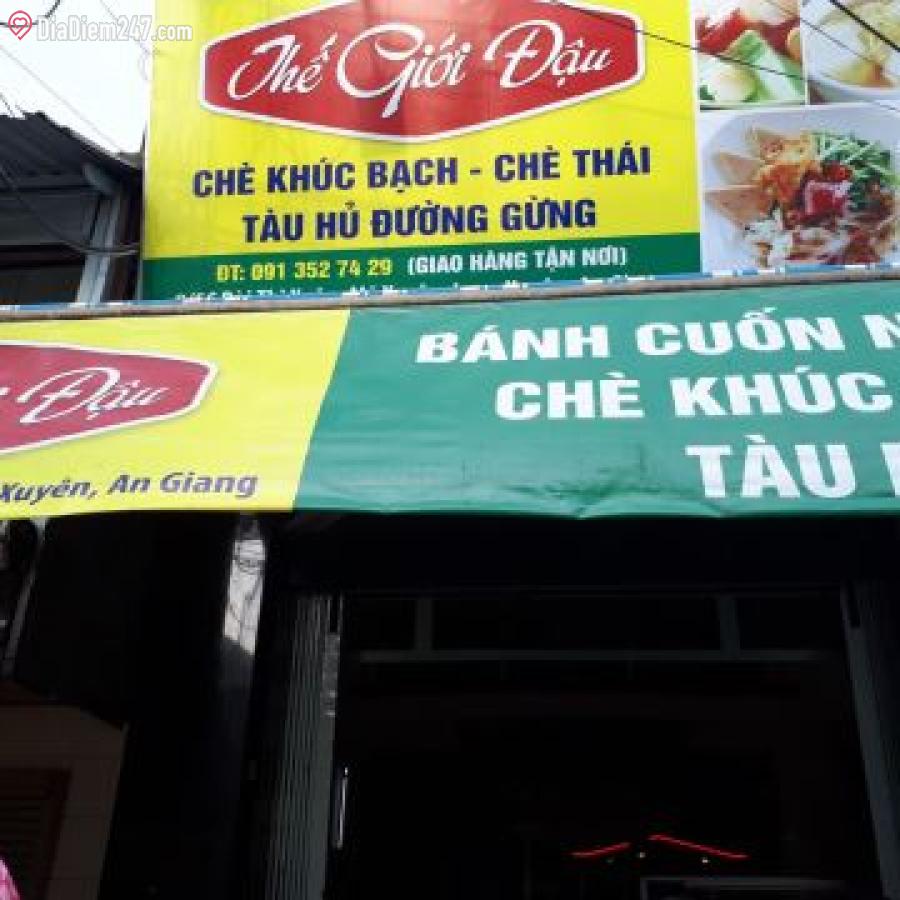 DiaDiem247.com
Thế Giới Đậu
CHÈ KHÚC BẠCH - CHÈ THÁI
TÀU HỦ ĐƯỜNG GỪNG
ĐT: 091 352 74 29 (GIAO HÀNG TẬN NƠI)
BÁNH CUỐN N
Đậu
CHÈ KHÚC
TÀU
Xuyên, An Giang